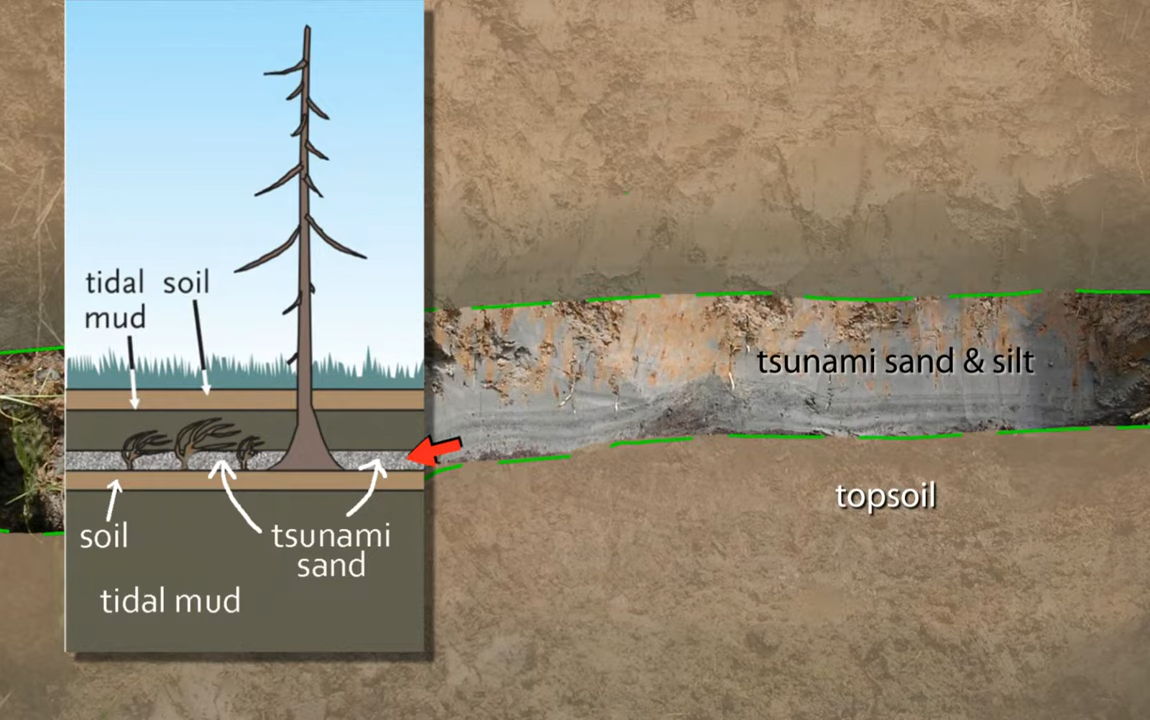 tidal soil
mud
tsunami sand & silt
topsoil
soil
tsunami
sand
tidal mud